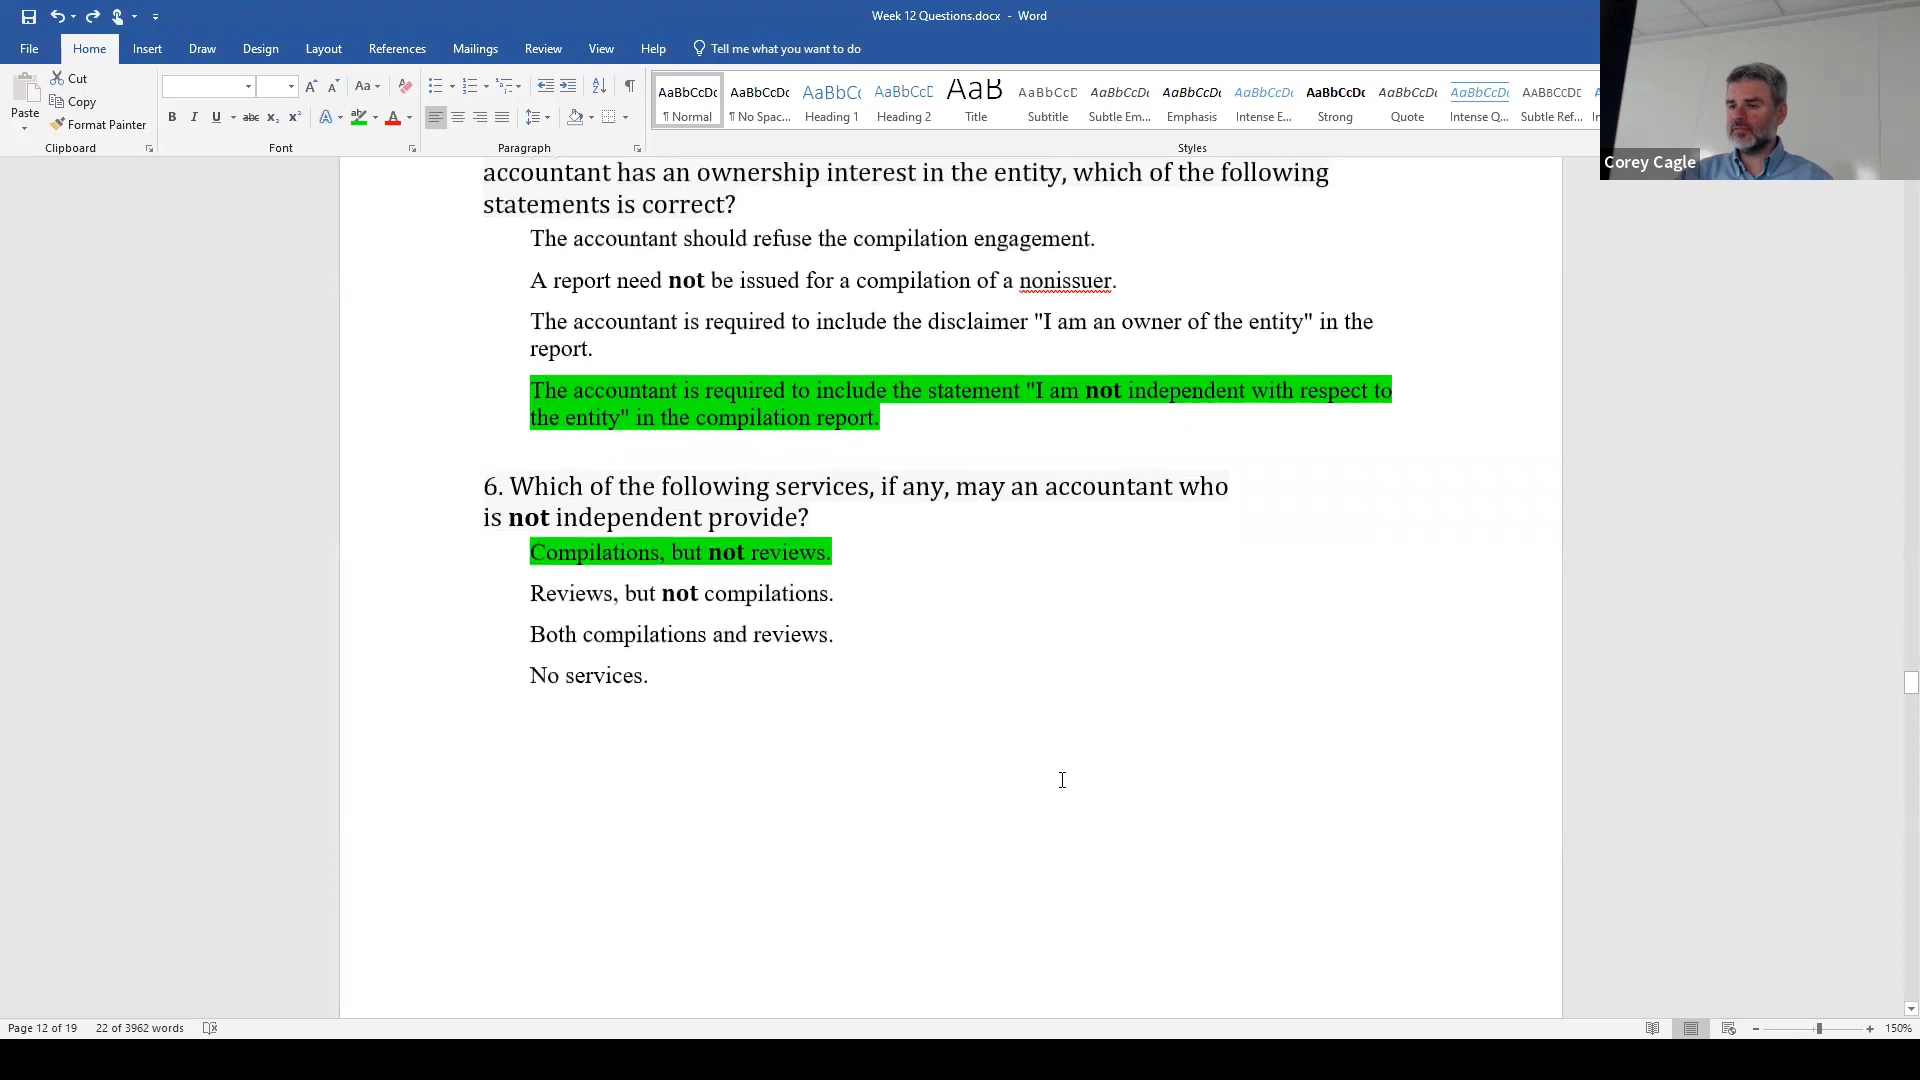 Week 12 Questions.docx - Word
File Home Insert Draw Design Layout References Mailings Review View Help Tell me what you want to do
Cut
Copy
Format Painter
Paste
Clipboard
Aa
B I U abc X₂ X²
A A
Font
Paragraph
AaBbCcDc AaBbCcDc AaBbCc AaBbCcD AaB AaBbCcD AaBbCcDc AaBbCcDc AaBbCcDc AaBbCcDc AaBbCcDc AaBbCcDc AaBbCcDc
¶ Normal ¶ No Spac... Heading 1 Heading 2 Title Subtitle Subtle Em... Emphasis Intense E... Strong Quote Intense Q... Subtle Ref...
Styles
Corey Cagle
accountant has an ownership interest in the entity, which of the following
statements is correct?
The accountant should refuse the compilation engagement.
A report need not be issued for a compilation of a nonissuer.
The accountant is required to include the disclaimer "I am an owner of the entity" in the
report.
The accountant is required to include the statement "I am not independent with respect to
the entity" in the compilation report.
6. Which of the following services, if any, may an accountant who
is not independent provide?
Compilations, but not reviews.
Reviews, but not compilations.
Both compilations and reviews.
No services.
Page 12 of 19 22 of 3962 words
150%